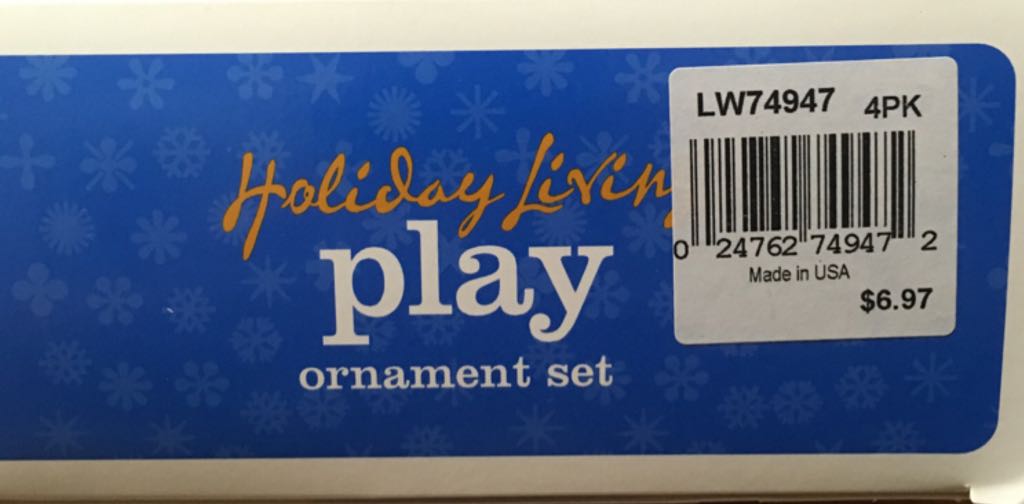 Holiday Livin
play
ornament set
LW74947 4PK
0 24762 74947 2
Made in USA
$6.97